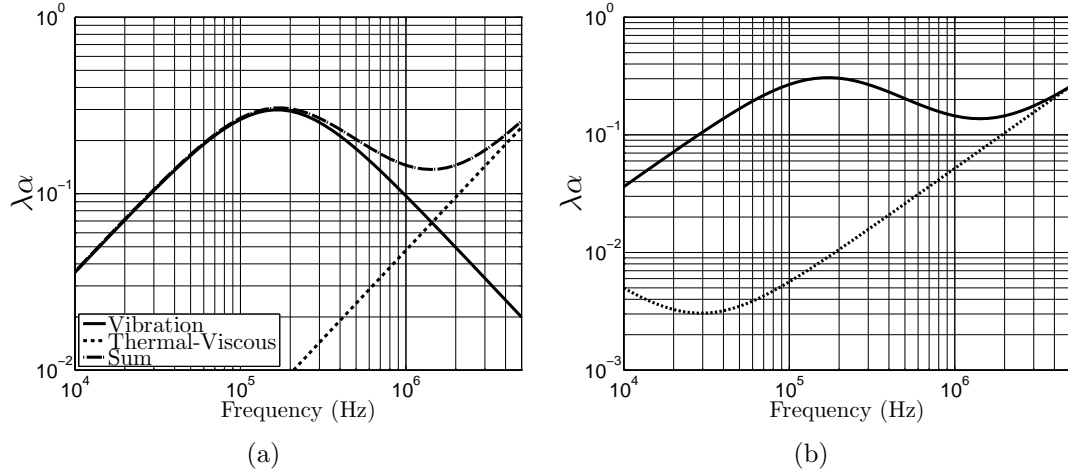 10^0
10^-1
10^-2
λα
10^4
10^5
10^6
Frequency (Hz)
Vibration
Thermal-Viscous
Sum
(a)
10^0
10^-1
10^-2
10^-3
λα
10^4
10^5
10^6
Frequency (Hz)
(b)